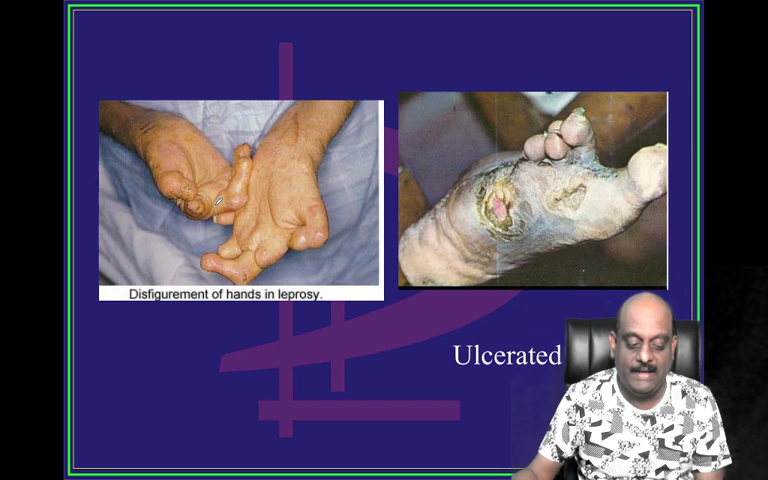 Disfigurement of hands in leprosy.
Ulcerated